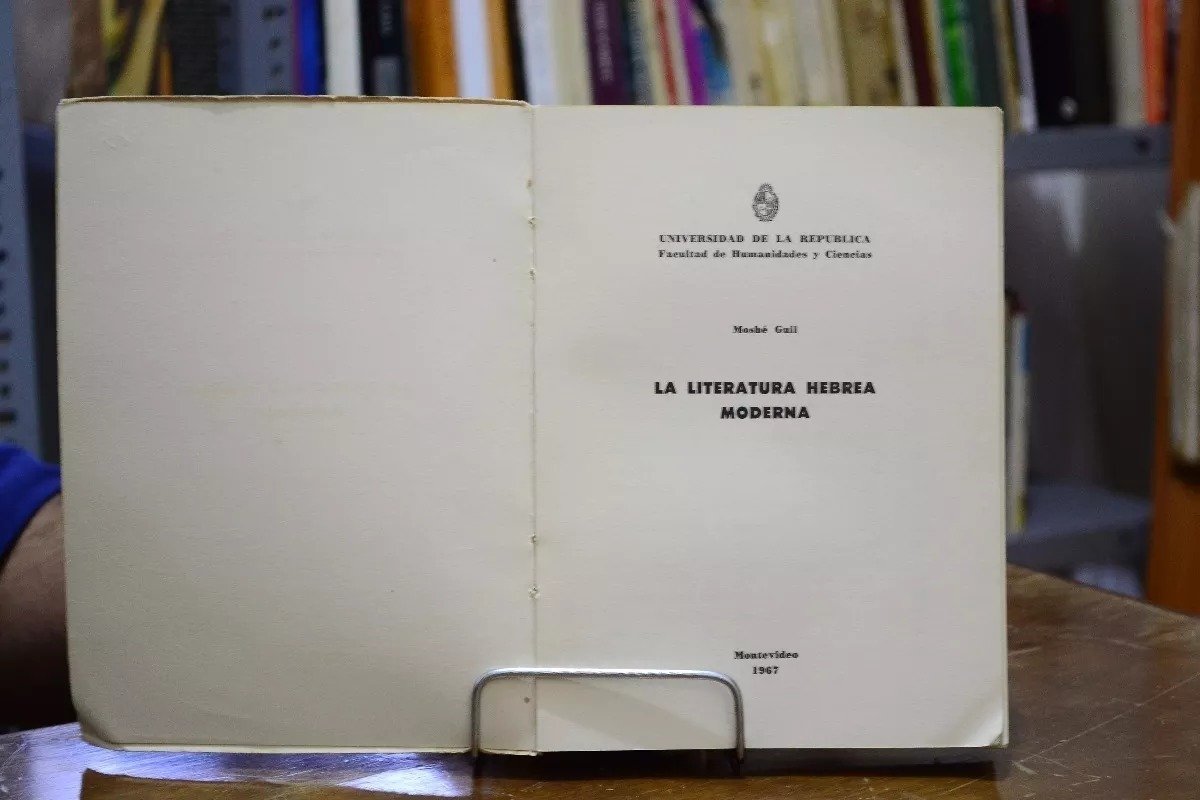 UNIVERSIDAD DE LA REPUBLICA
Facultad de Humanidades y Ciencias
Moshé Guil
LA LITERATURA HEBREA
MODERNA
Montevideo
1967